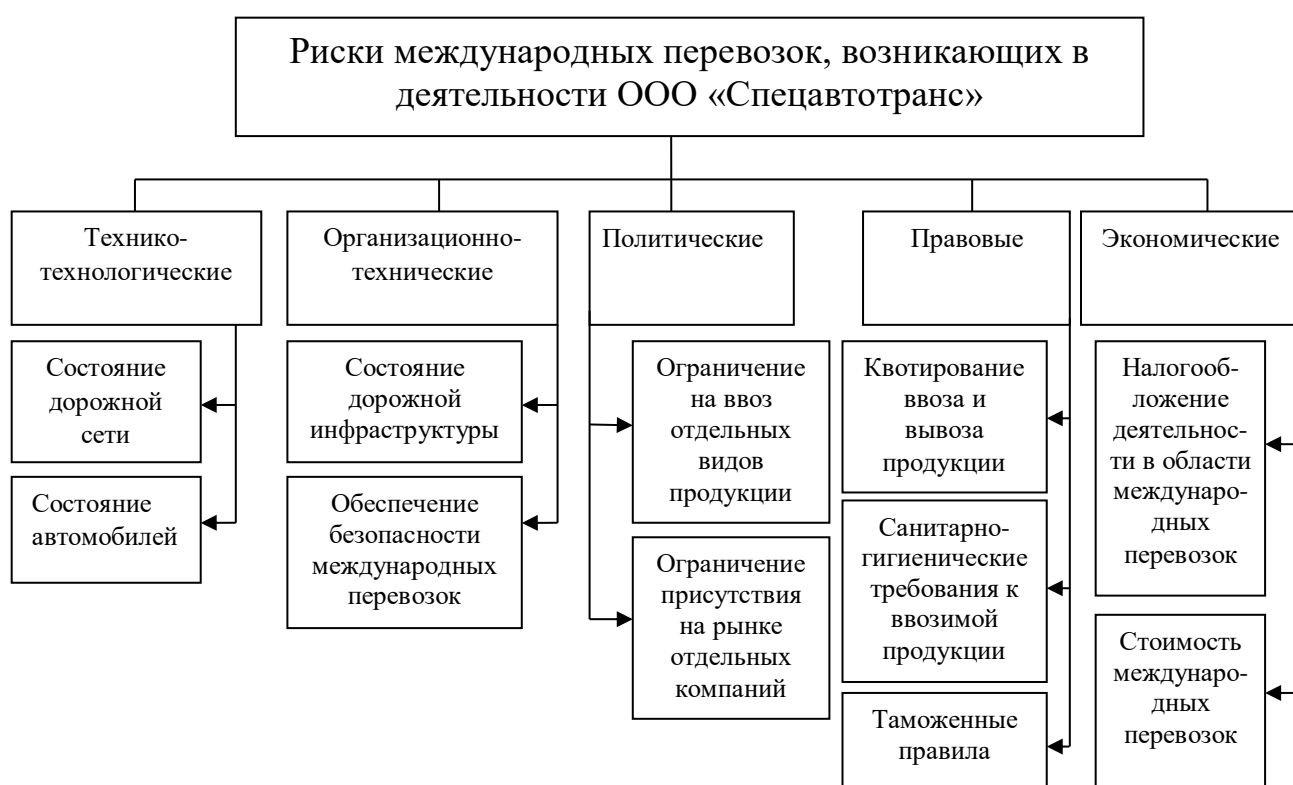 Риски международных перевозок, возникающих в
деятельности ООО «Спецавтотранс»
Технико-
технологические
Организационно-
технические
Политические
Правовые
Экономические
Состояние
дорожной
сети
Состояние
автомобилей
Состояние
дорожной
инфраструктуры
Обеспечение
безопасности
международных
перевозок
Ограничение
на ввоз
отдельных
видов
продукции
Ограничение
присутствия
на рынке
отдельных
компаний
Квотирование
ввоза и
вывоза
продукции
Санитарно-
гигиенические
требования к
ввозимой
продукции
Таможенные
правила
Налогооб-
ложение
деятельнос-
ти в области
междунаро-
дных
перевозок
Стоимость
междунаро-
дных
перевозок